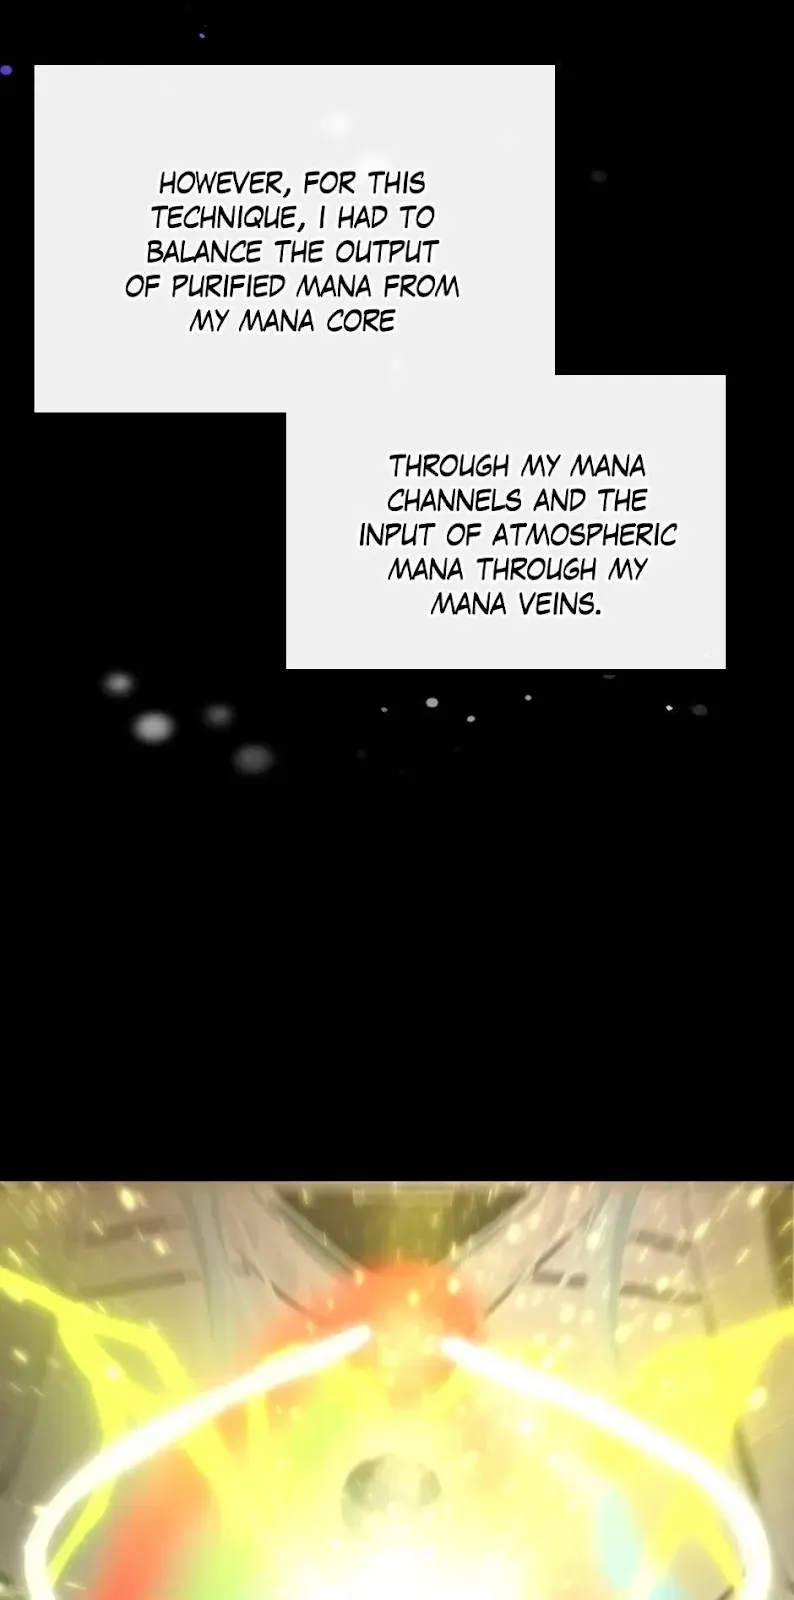 HOWEVER, FOR THIS
TECHNIQUE, I HAD TO
BALANCE THE OUTPUT
OF PURIFIED MANA FROM
MY MANA CORE
THROUGH MY MANA
CHANNELS AND THE
INPUT OF ATMOSPHERIC
MANA THROUGH MY
MANA VEINS.